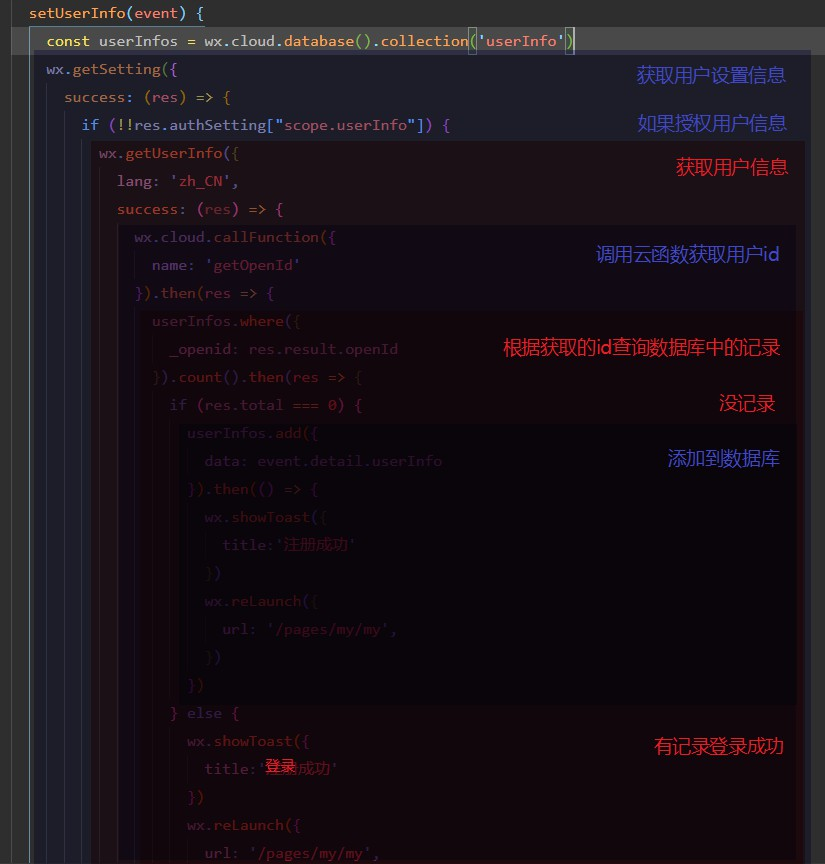 setUserInfo(event) {
const userInfos = wx.cloud.database().collection('userInfo')
wx.getSetting({ 获取用户设置信息
success: (res) => {
if (!!res.authSetting["scope.userInfo"]) { 如果授权用户信息
wx.getUserInfo({ 获取用户信息
lang: 'zh_CN',
success: (res) => {
wx.cloud.callFunction({ 调用云函数获取用户id
name: 'getOpenId'
}).then(res => {
userInfos.where({
_openid: res.result.openId 根据获取的id查询数据库中的记录
}).count().then(res => {
if (res.total === 0) { 没记录
userInfos.add({
data: event.detail.userInfo 添加到数据库
}).then(() => {
wx.showToast({
title:'注册成功'
})
wx.reLaunch({
url: '/pages/my/my',
})
})
} else {
wx.showToast({ 有记录登录成功
title:'登录成功'
})
wx.reLaunch({
url: '/pages/my/my',